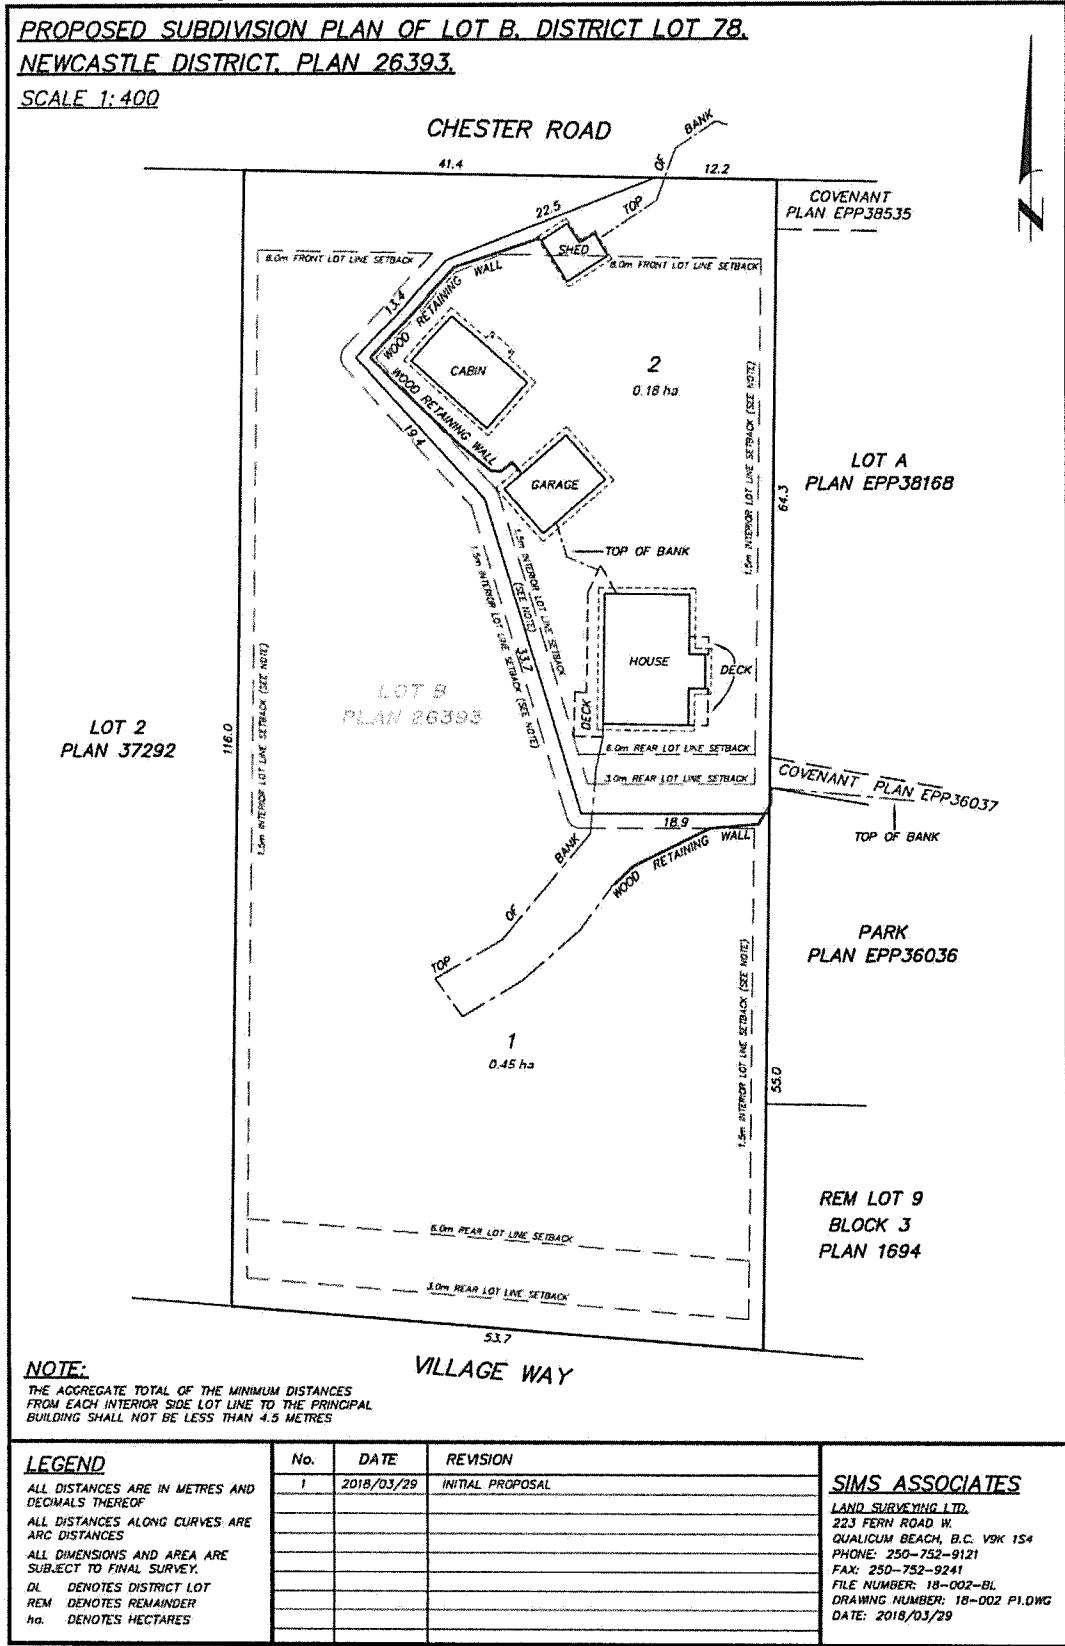 PROPOSED SUBDIVISION PLAN OF LOT B, DISTRICT LOT 78,
NEWCASTLE DISTRICT, PLAN 26393.
SCALE 1:400
CHESTER ROAD
BANK
OF
TOP
41.4
12.2
COVENANT
PLAN EPP38535
N
22.5
SHED
8.0m FRONT LOT LINE SETBACK
8.0m FRONT LOT LINE SETBACK
WOOD RETAINING WALL
13.4
CABIN
WOOD RETAINING WALL
19.4
2
0.18 ha
1.5m INTERIOR LOT LINE SETBACK (SEE NOTE)
64.3
LOT A
PLAN EPP38168
GARAGE
TOP OF BANK
1.5m INTERIOR LOT LINE SETBACK
(SEE NOTE)
33.7
1.5m INTERIOR LOT LINE SETBACK (SEE NOTE)
HOUSE
DECK
DECK
LOT B
PLAN 26393
LOT 2
PLAN 37292
116.0
1.5m INTERIOR LOT LINE SETBACK (SEE NOTE)
6.0m REAR LOT LINE SETBACK
3.0m REAR LOT LINE SETBACK
COVENANT PLAN EPP36037
TOP OF BANK
18.9
WOOD RETAINING WALL
BANK
OF
TOP
PARK
PLAN EPP36036
1
0.45 ha
1.5m INTERIOR LOT LINE SETBACK (SEE NOTE)
55.0
REM LOT 9
BLOCK 3
PLAN 1694
6.0m REAR LOT LINE SETBACK
3.0m REAR LOT LINE SETBACK
53.7
VILLAGE WAY
NOTE:
THE AGGREGATE TOTAL OF THE MINIMUM DISTANCES
FROM EACH INTERIOR SIDE LOT LINE TO THE PRINCIPAL
BUILDING SHALL NOT BE LESS THAN 4.5 METRES
LEGEND
ALL DISTANCES ARE IN METRES AND
DECIMALS THEREOF
ALL DISTANCES ALONG CURVES ARE
ARC DISTANCES
ALL DIMENSIONS AND AREA ARE
SUBJECT TO FINAL SURVEY.
DL DENOTES DISTRICT LOT
REM DENOTES REMAINDER
ha. DENOTES HECTARES
No. DATE REVISION
1 2018/03/29 INITIAL PROPOSAL
SIMS ASSOCIATES
LAND SURVEYING LTD.
223 FERN ROAD W.
QUALICUM BEACH, B.C. V9K 1S4
PHONE: 250-752-9121
FAX: 250-752-9241
FILE NUMBER: 18-002-BL
DRAWING NUMBER: 18-002 P1.DWG
DATE: 2018/03/29